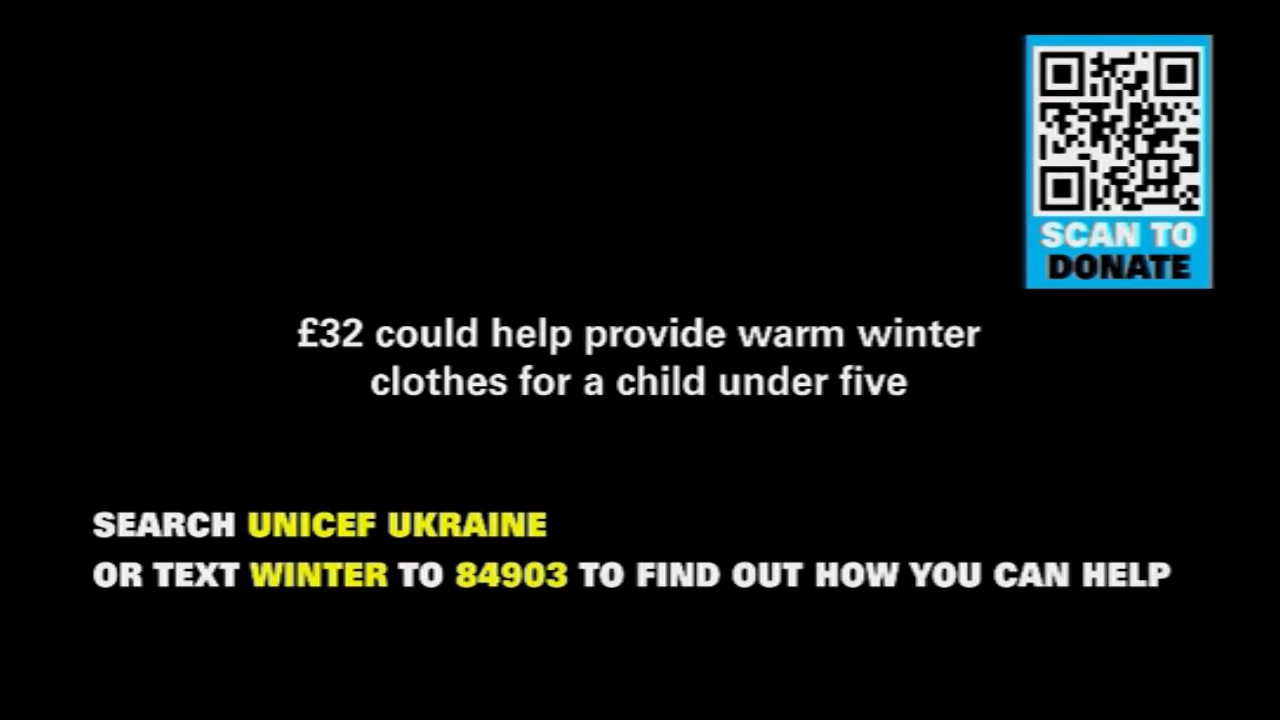 SCAN TO
DONATE
£32 could help provide warm winter
clothes for a child under five
SEARCH UNICEF UKRAINE
OR TEXT WINTER TO 84903 TO FIND OUT HOW YOU CAN HELP